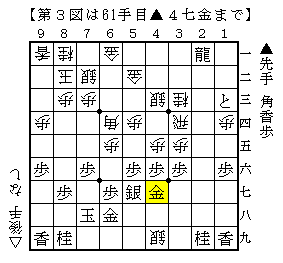 【第３図は61手目▲４七金まで】
９ ８ ７ ６ ５ ４ ３ ２ １
香 桂 金 龍 一
玉 銀 金 二
歩 歩 銀 桂 と 三
歩 角 歩 飛 歩 四
歩 歩 五
歩 歩 歩 歩 歩 歩 六
歩 歩 銀 金 七
玉 金 八
香 桂 銀 桂 香 九
▲先手 角香歩
△後手 なし